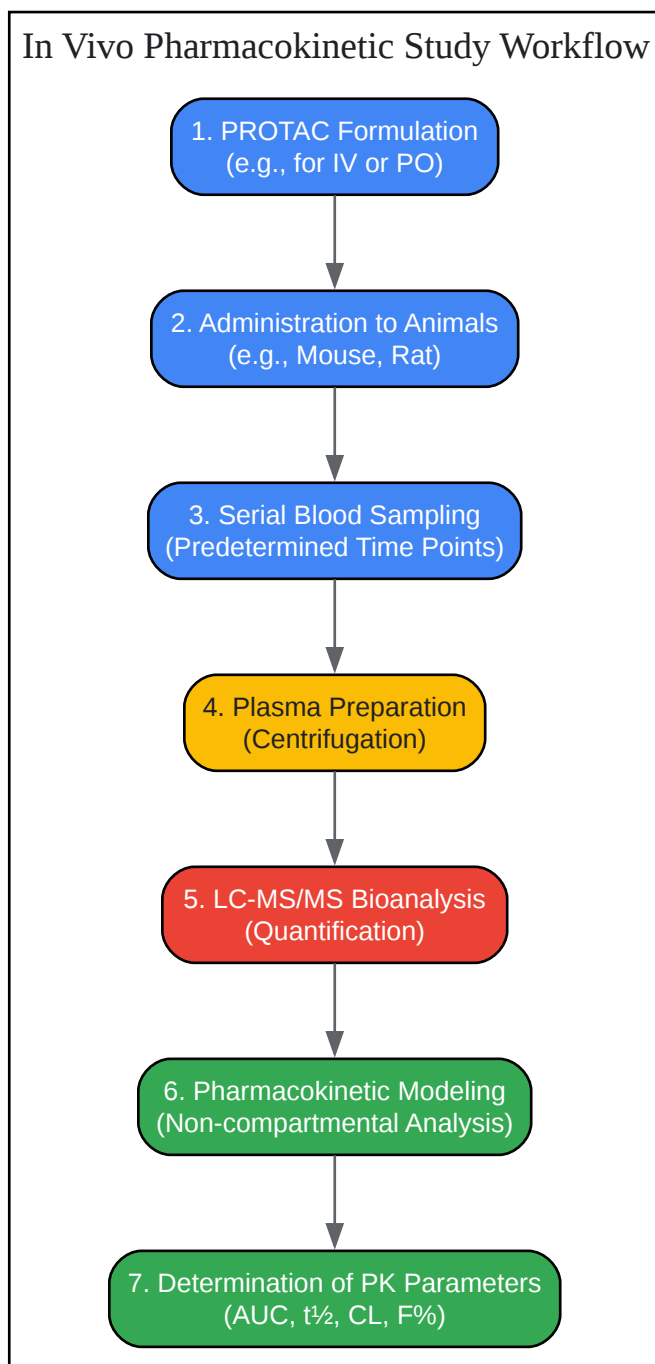 In Vivo Pharmacokinetic Study Workflow
1. PROTAC Formulation
(e.g., for IV or PO)
2. Administration to Animals
(e.g., Mouse, Rat)
3. Serial Blood Sampling
(Predetermined Time Points)
4. Plasma Preparation
(Centrifugation)
5. LC-MS/MS Bioanalysis
(Quantification)
6. Pharmacokinetic Modeling
(Non-compartmental Analysis)
7. Determination of PK Parameters
(AUC, t½, CL, F%)